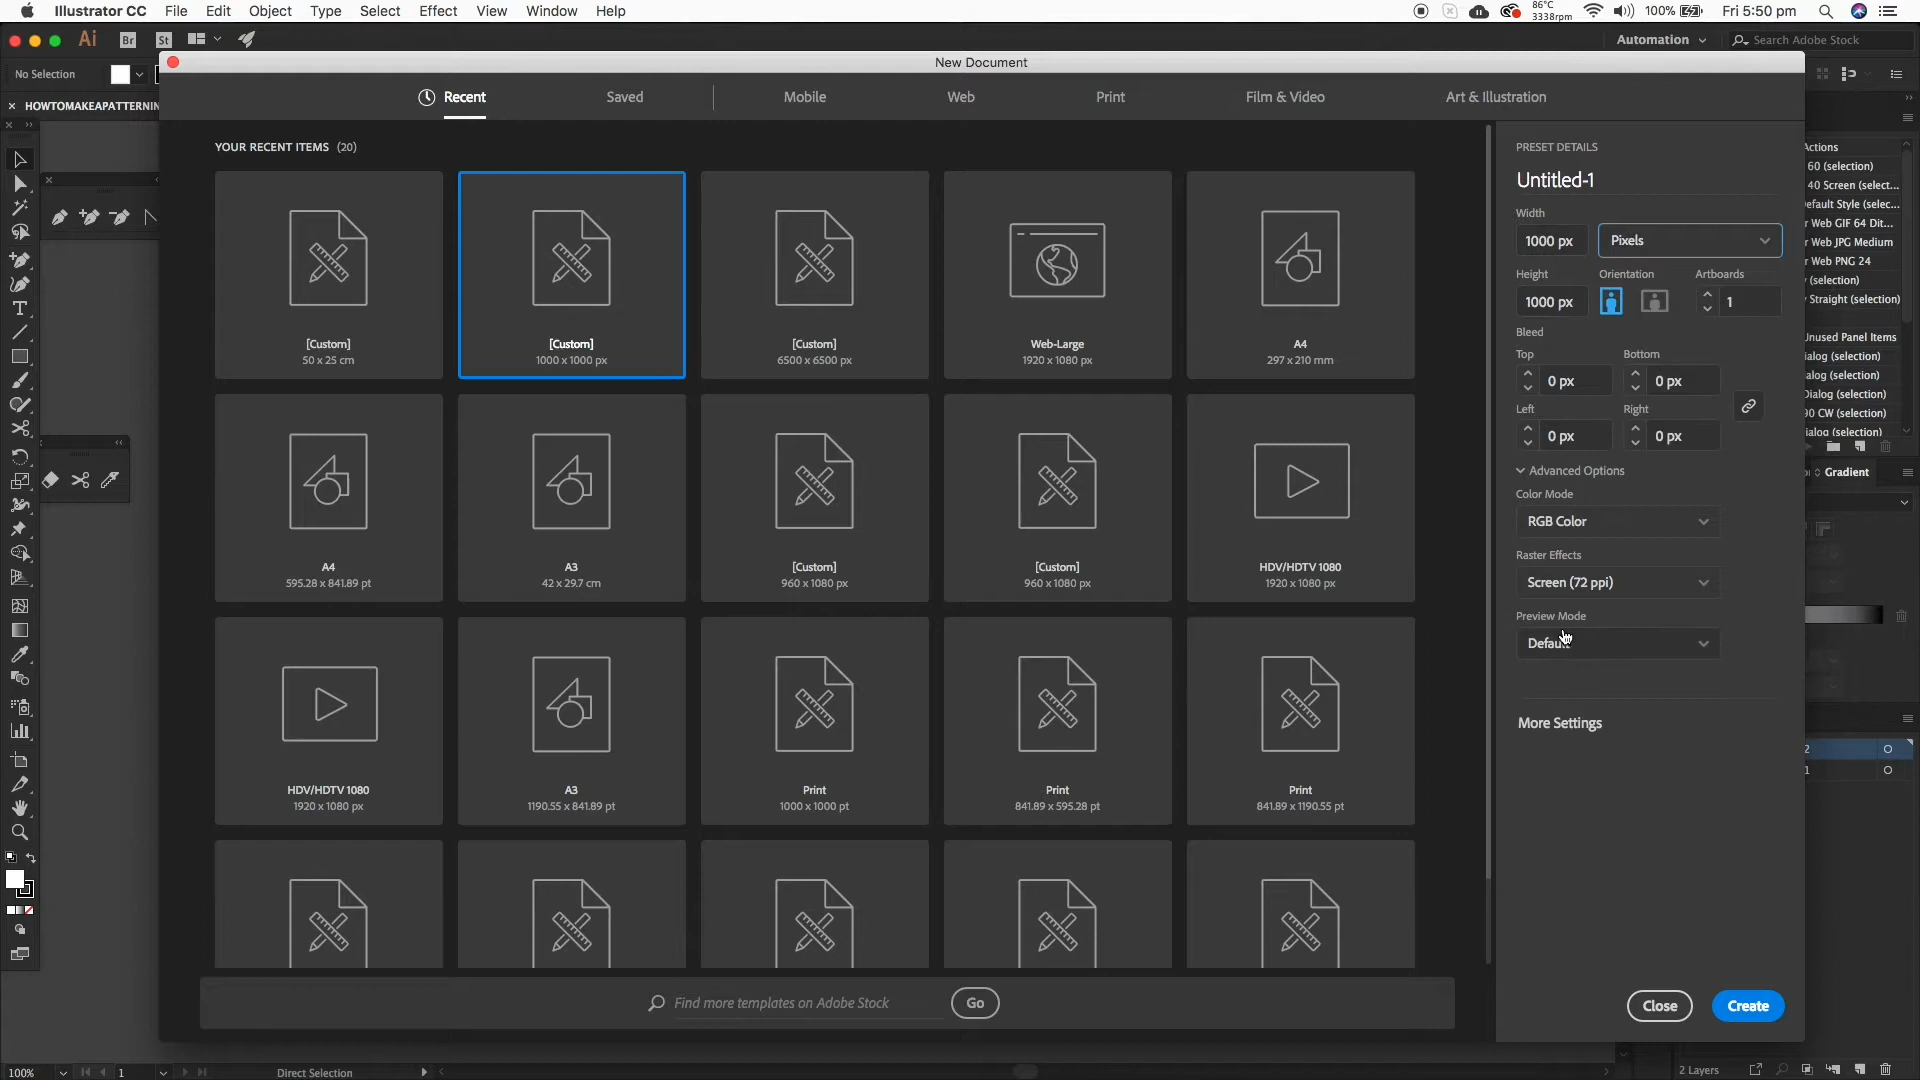 Illustrator CC File Edit Object Type Select Effect View Window Help
86°C
3338rpm
100%
Fri 5:50 pm
Ai Br St
Automation
Search Adobe Stock
New Document
No Selection
HOWTOMAKEAPATTERNIN
Recent
Saved
Mobile
Web
Print
Film & Video
Art & Illustration
YOUR RECENT ITEMS (20)
[Custom]
50 x 25 cm
[Custom]
1000 x 1000 px
[Custom]
6500 x 6500 px
Web-Large
1920 x 1080 px
A4
297 x 210 mm
A4
595.28 x 841.89 pt
A3
42 x 29.7 cm
[Custom]
960 x 1080 px
[Custom]
960 x 1080 px
HDV/HDTV 1080
1920 x 1080 px
HDV/HDTV 1080
1920 x 1080 px
A3
1190.55 x 841.89 pt
Print
1000 x 1000 pt
Print
841.89 x 595.28 pt
Print
841.89 x 1190.55 pt
Find more templates on Adobe Stock
Go
PRESET DETAILS
Untitled-1
Width
1000 px
Pixels
Height
Orientation
Artboards
1000 px
1
Bleed
Top
Bottom
0 px
0 px
Left
Right
0 px
0 px
Advanced Options
Color Mode
RGB Color
Raster Effects
Screen (72 ppi)
Preview Mode
Default
More Settings
Close
Create
Actions
60 (selection)
40 Screen (select...
efault Style (selec...
r Web GIF 64 Dit...
r Web JPG Medium
r Web PNG 24
(selection)
Straight (selection)
Unused Panel Items
ialog (selection)
alog (selection)
Dialog (selection)
90 CW (selection)
ialog (selection)
Gradient
2
1
100%
1
Direct Selection
2 Layers